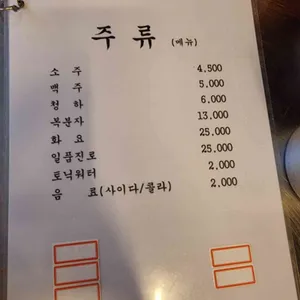 주 류 (메뉴)
소 주 4.500
백 주 5.000
청 하 6.000
복분자 13.000
화 요 25.000
일품진로 25.000
토닉워터 2.000
음 료(사이다/콜라) 2.000